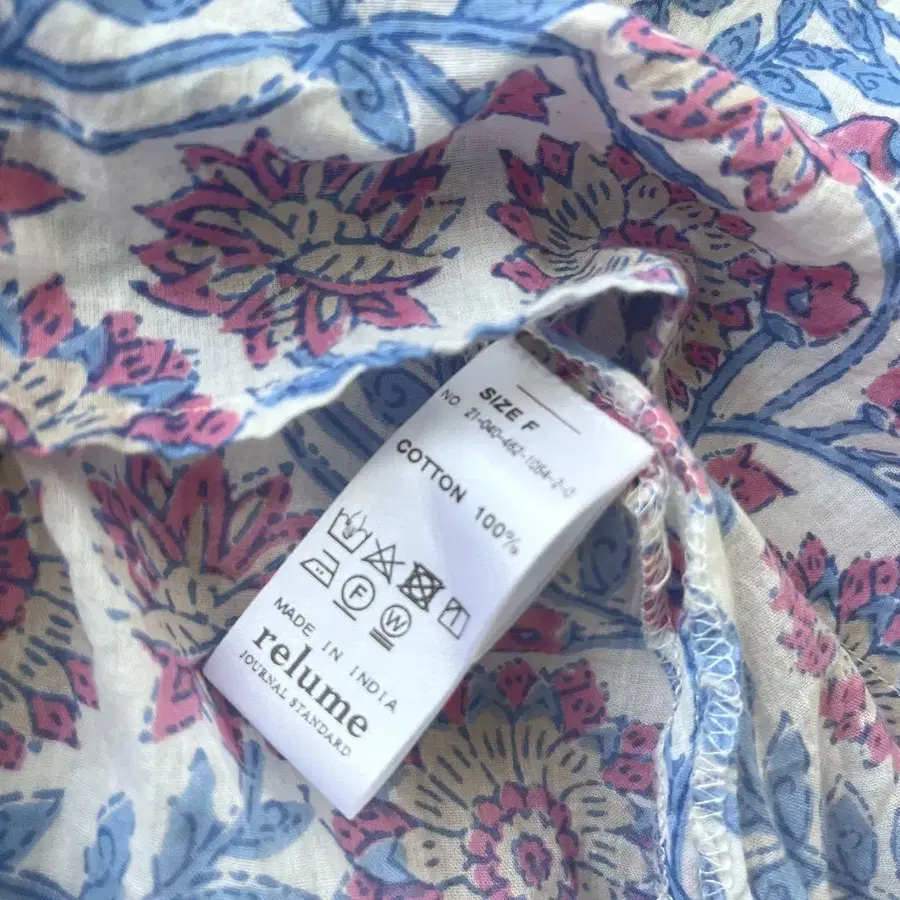 SIZE F
NO. 21-040-462-1054-2-0
COTTON 100%
F
W
MADE IN INDIA
relume
JOURNAL STANDARD